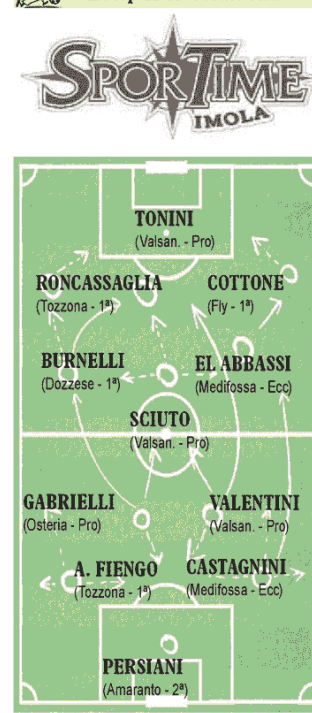 SPORTIME
IMOLA
TONINI
(Valsan. - Pro)
RONCASSAGLIA
(Tozzona - 1ª)
COTTONE
(Fly - 1ª)
BURNELLI
(Dozzese - 1ª)
EL ABBASSI
(Medifossa - Ecc)
SCIUTO
(Valsan. - Pro)
GABRIELLI
(Osteria - Pro)
VALENTINI
(Valsan. - Pro)
A. FIENGO
(Tozzona - 1ª)
CASTAGNINI
(Medifossa - Ecc)
PERSIANI
(Amaranto - 2ª)